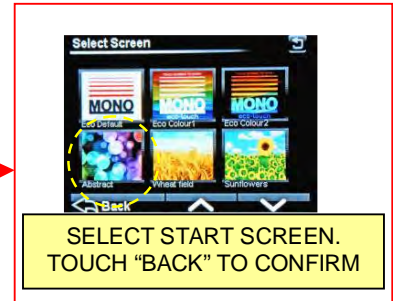 Select Screen
MONO
MONO
eco-touch
MONO
eco-touch
Eco Default
Eco Colour1
Eco Colour2
Abstract
Wheat field
Sunflowers
Back
SELECT START SCREEN.
TOUCH “BACK” TO CONFIRM